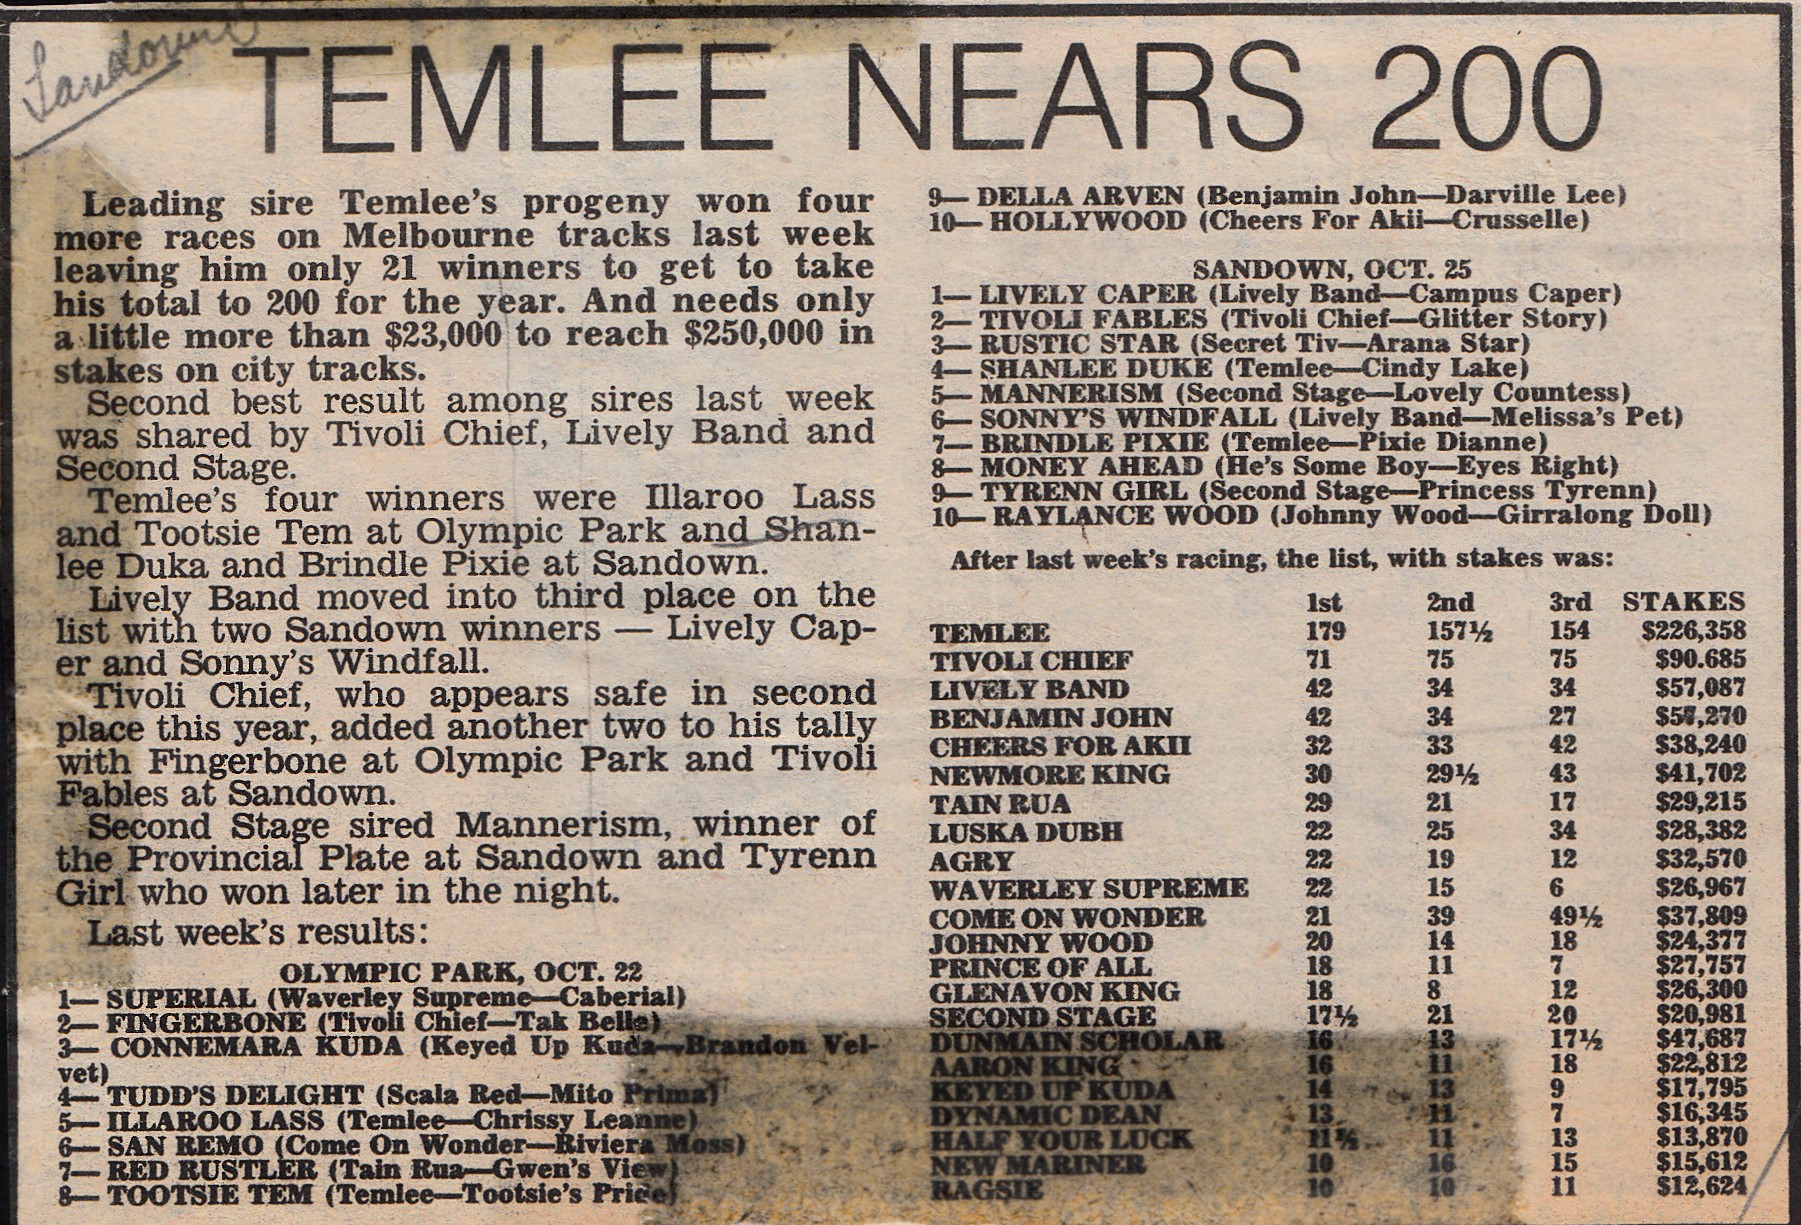 Sandown
TEMLEE NEARS 200
Leading sire Temlee's progeny won four
more races on Melbourne tracks last week
leaving him only 21 winners to get to take
his total to 200 for the year. And needs only
a little more than $23,000 to reach $250,000 in
stakes on city tracks.
Second best result among sires last week
was shared by Tivoli Chief, Lively Band and
Second Stage.
Temlee's four winners were Illaroo Lass
and Tootsie Tem at Olympic Park and Shan-
lee Duka and Brindle Pixie at Sandown.
Lively Band moved into third place on the
list with two Sandown winners — Lively Cap-
er and Sonny's Windfall.
Tivoli Chief, who appears safe in second
place this year, added another two to his tally
with Fingerbone at Olympic Park and Tivoli
Fables at Sandown.
Second Stage sired Mannerism, winner of
the Provincial Plate at Sandown and Tyrenn
Girl who won later in the night.
Last week's results:
OLYMPIC PARK, OCT. 22
1— SUPERIAL (Waverley Supreme—Caberial)
2— FINGERBONE (Tivoli Chief—Tak Belle)
3— CONNEMARA KUDA (Keyed Up Kuda—Brandon Vel-
vet)
4— TUDD'S DELIGHT (Scala Red—Mito Prima)
5— ILLAROO LASS (Temlee—Chrissy Leanne)
6— SAN REMO (Come On Wonder—Riviera Moss)
7— RED RUSTLER (Tain Rua—Gwen's View)
8— TOOTSIE TEM (Temlee—Tootsie's Pride)
9— DELLA ARVEN (Benjamin John—Darville Lee)
10— HOLLYWOOD (Cheers For Akii—Crusselle)
SANDOWN, OCT. 25
1— LIVELY CAPER (Lively Band—Campus Caper)
2— TIVOLI FABLES (Tivoli Chief—Glitter Story)
3— RUSTIC STAR (Secret Tiv—Arana Star)
4— SHANLEE DUKE (Temlee—Cindy Lake)
5— MANNERISM (Second Stage—Lovely Countess)
6— SONNY'S WINDFALL (Lively Band—Melissa's Pet)
7— BRINDLE PIXIE (Temlee—Pixie Dianne)
8— MONEY AHEAD (He's Some Boy—Eyes Right)
9— TYRENN GIRL (Second Stage—Princess Tyrenn)
10— RAYLANCE WOOD (Johnny Wood—Girralong Doll)
After last week's racing, the list, with stakes was:
1st 2nd 3rd STAKES
TEMLEE 179 157½ 154 $226,358
TIVOLI CHIEF 71 75 75 $90.685
LIVELY BAND 42 34 34 $57,087
BENJAMIN JOHN 42 34 27 $57,270
CHEERS FOR AKII 32 33 42 $38,240
NEWMORE KING 30 29½ 43 $41,702
TAIN RUA 29 21 17 $29,215
LUSKA DUBH 22 25 34 $28,382
AGRY 22 19 12 $32,570
WAVERLEY SUPREME 22 15 6 $26,967
COME ON WONDER 21 39 49½ $37,809
JOHNNY WOOD 20 14 18 $24,377
PRINCE OF ALL 18 11 7 $27,757
GLENAVON KING 18 8 12 $26,300
SECOND STAGE 17½ 21 20 $20,981
DUNMAIN SCHOLAR 16 13 17½ $47,687
AARON KING 16 11 18 $22,812
KEYED UP KUDA 14 13 9 $17,795
DYNAMIC DEAN 13 11 7 $16,345
HALF YOUR LUCK 11½ 11 13 $13,870
NEW MARINER 10 16 15 $15,612
RAGSIE 10 10 11 $12,624